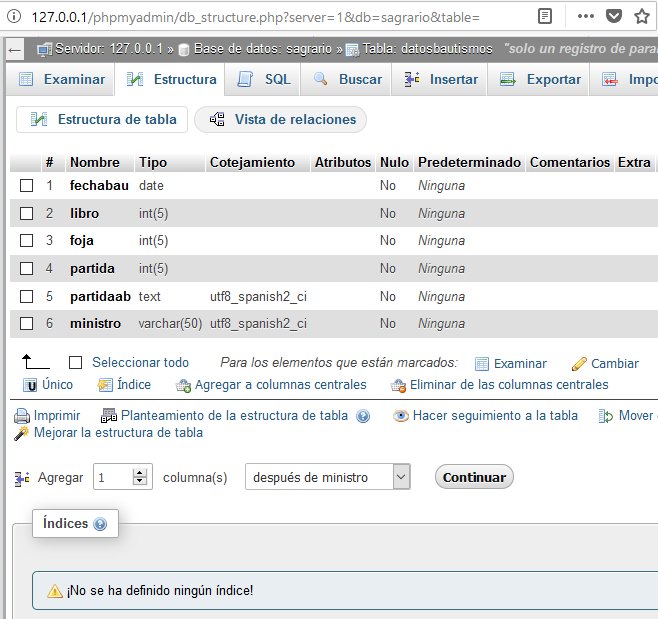 127.0.0.1/phpmyadmin/db_structure.php?server=1&db=sagrario&table=
Servidor: 127.0.0.1 » Base de datos: sagrario » Tabla: datosbautismos "solo un registro de
Examinar Estructura SQL Buscar Insertar Exportar
Estructura de tabla Vista de relaciones
# Nombre Tipo Cotejamiento Atributos Nulo Predeterminado Comentarios Extra
1 fechabau date No Ninguna
2 libro int(5) No Ninguna
3 foja int(5) No Ninguna
4 partida int(5) No Ninguna
5 partidaab text utf8_spanish2_ci No Ninguna
6 ministro varchar(50) utf8_spanish2_ci No Ninguna
Seleccionar todo Para los elementos que están marcados: Examinar Cambiar
Único Índice Agregar a columnas centrales Eliminar de las columnas centrales
Imprimir Planteamiento de la estructura de tabla Hacer seguimiento a la tabla Mover
Mejorar la estructura de tabla
Agregar 1 columna(s) después de ministro Continuar
Índices
¡No se ha definido ningún índice!